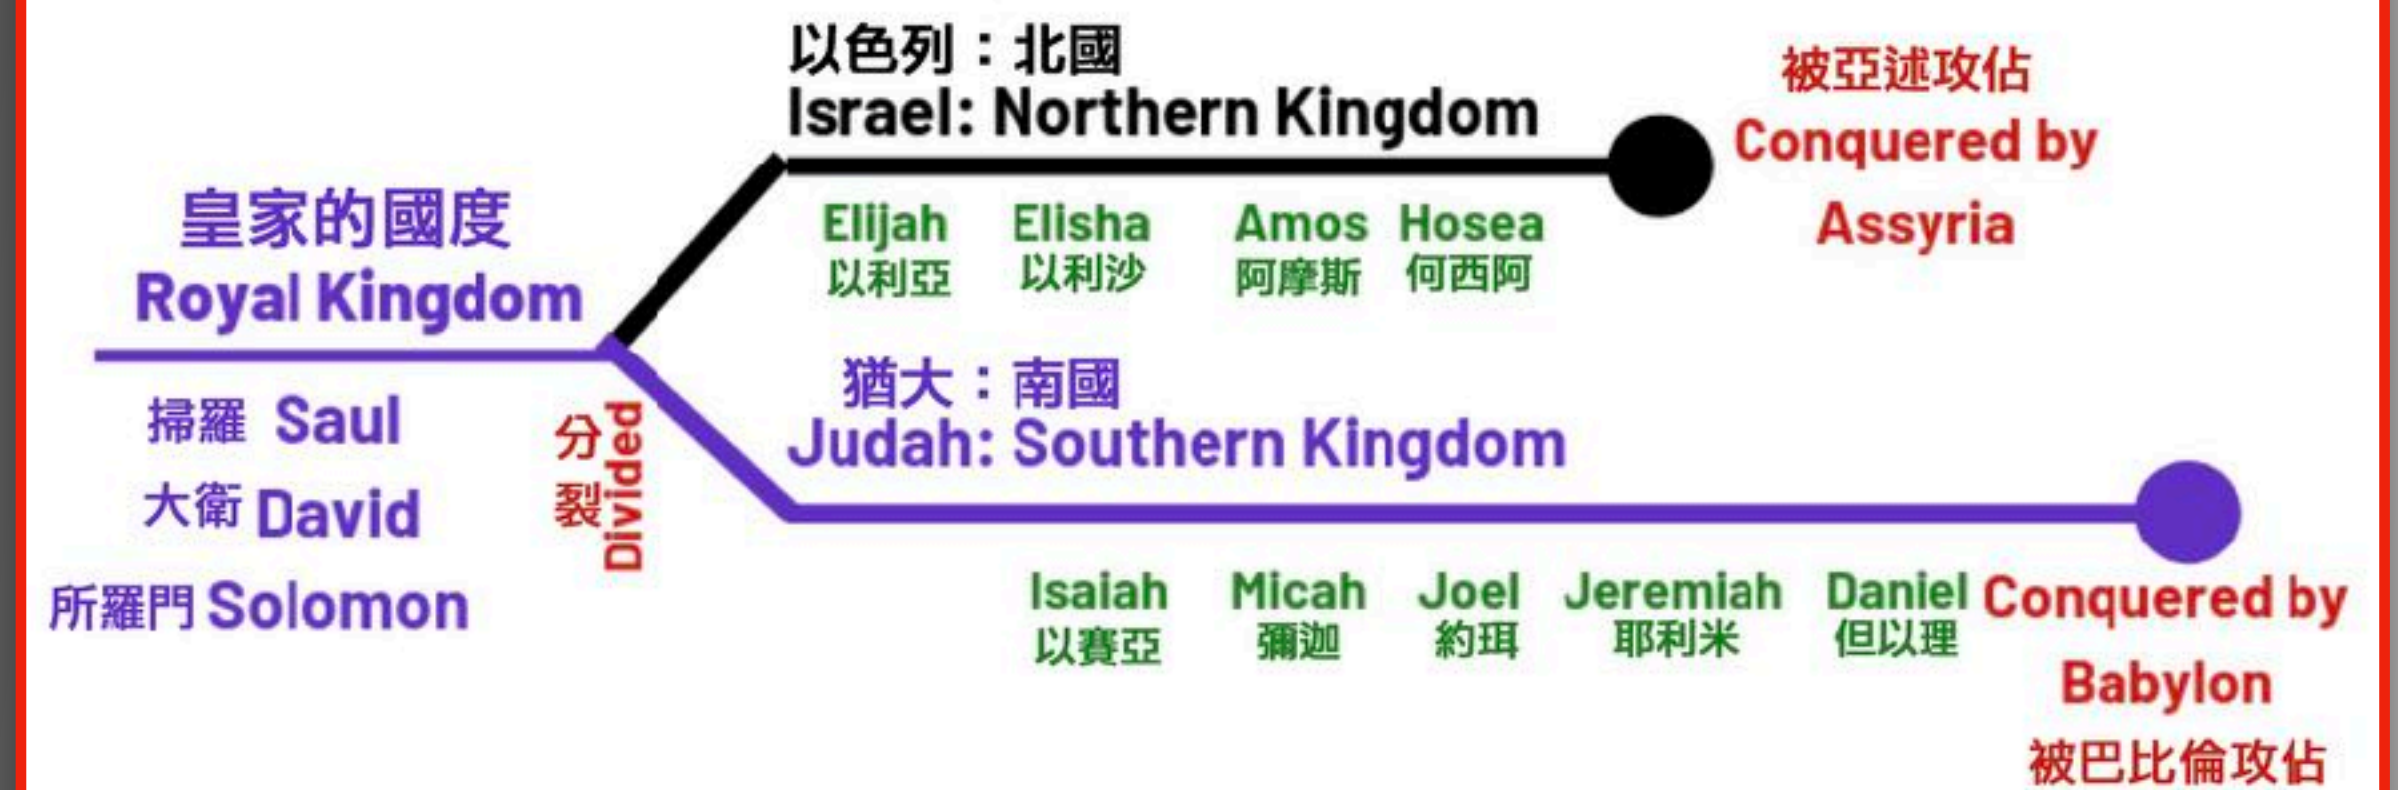 以色列：北國
Israel: Northern Kingdom
被亞述攻佔
Conquered by
Assyria
Elijah Elisha Amos Hosea
以利亞 以利沙 阿摩斯 何西阿
皇家的國度
Royal Kingdom
掃羅 Saul
大衛 David
所羅門 Solomon
分裂
Divided
猶大：南國
Judah: Southern Kingdom
Isaiah Micah Joel Jeremiah Daniel
以賽亞 彌迦 約珥 耶利米 但以理
Conquered by
Babylon
被巴比倫攻佔